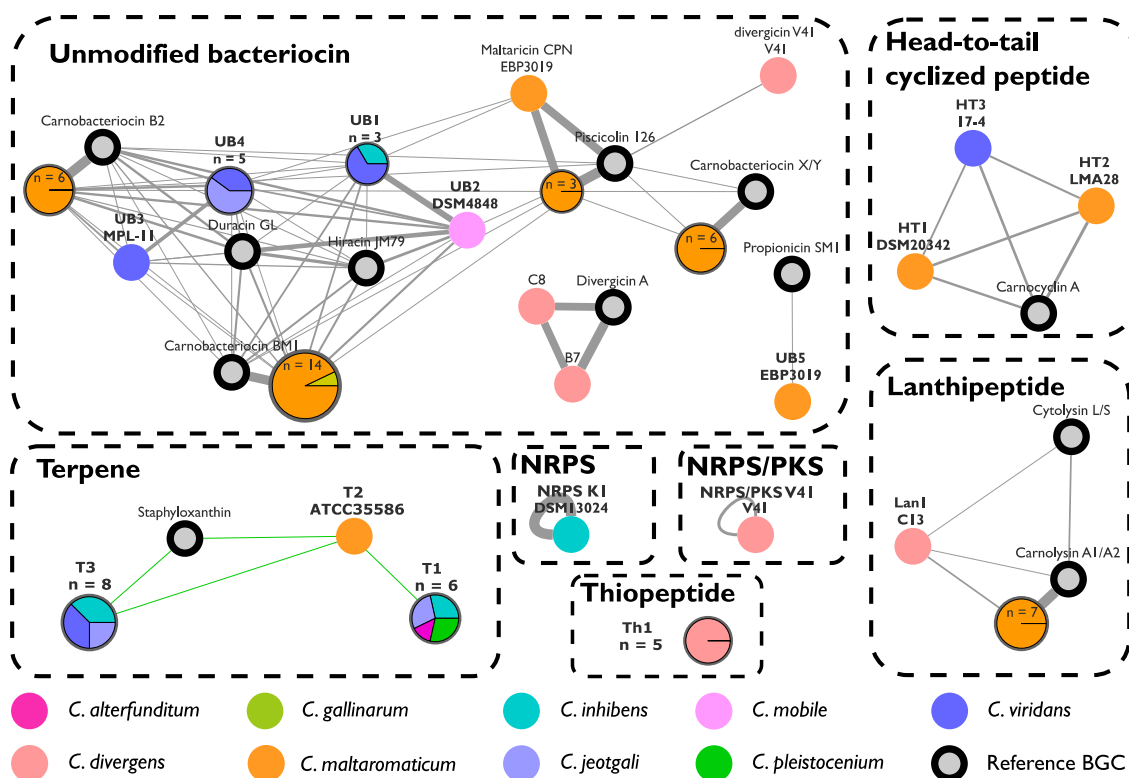 Unmodified bacteriocin
Carnobacteriocin B2
n = 6
UB4
n = 5
UB1
n = 3
Maltaricin CPN
EBP3019
divergicin V41
V41
Piscicolin 126
n = 3
Carnobacteriocin X/Y
n = 6
UB2
DSM4848
UB3
MPL-11
Duracin GL
Hiracin JM79
Propionicin SM1
C8
Divergicin A
B7
Carnobacteriocin BM1
n = 14
UB5
EBP3019
Head-to-tail
cyclized peptide
HT3
17-4
HT2
LMA28
HT1
DSM20342
Carnocyclin A
Lanthipeptide
Cytolysin L/S
Lan1
C13
Carnolysin A1/A2
n = 7
Terpene
T2
ATCC35586
Staphyloxanthin
T3
n = 8
T1
n = 6
NRPS
NRPS K1
DSM13024
NRPS/PKS
NRPS/PKS V41
V41
Thiopeptide
Th1
n = 5
C. alterfunditum
C. gallinarum
C. inhibens
C. mobile
C. viridans
C. divergens
C. maltaromaticum
C. jeotgali
C. pleistocenium
Reference BGC